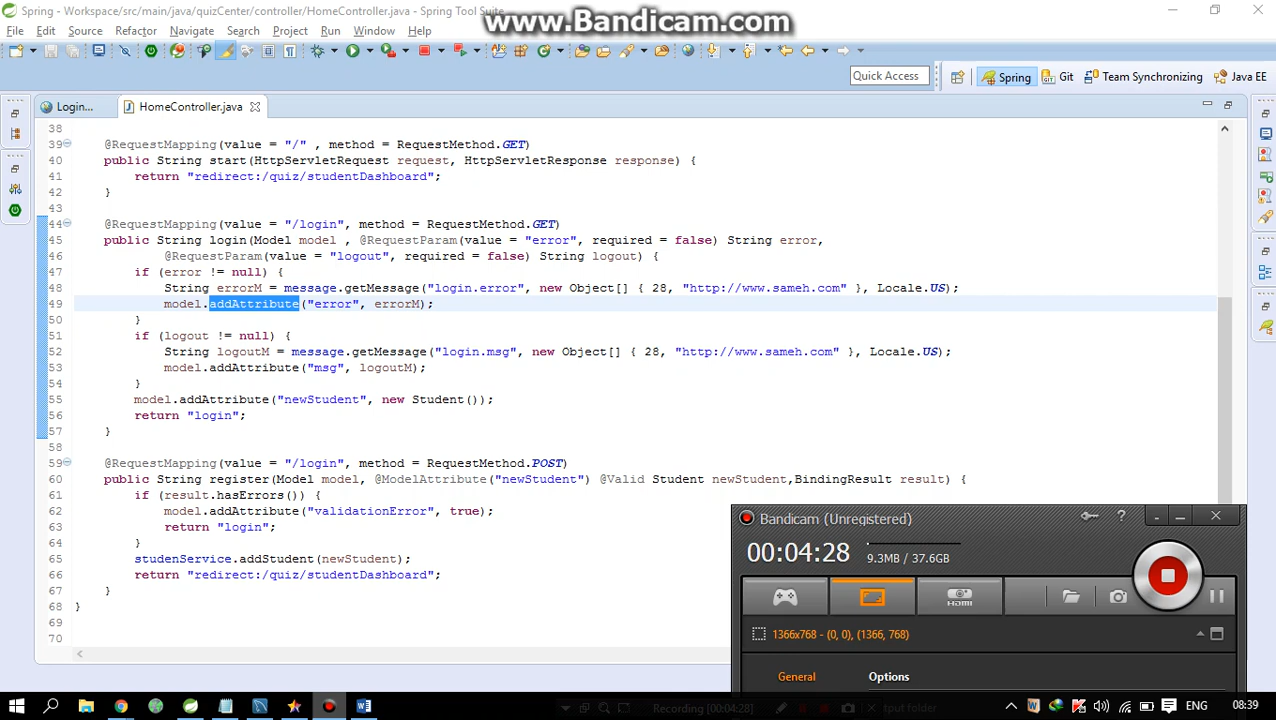 Spring - Workspace/src/main/java/quizCenter/controller/HomeController.java - Spring Tool Suite
www.Bandicam.com
File Edit Source Refactor Navigate Search Project Run Window Help
Quick Access
Spring Git Team Synchronizing Java EE
Login... HomeController.java
38
39 @RequestMapping(value = "/" , method = RequestMethod.GET)
40 public String start(HttpServletRequest request, HttpServletResponse response) {
41 return "redirect:/quiz/studentDashboard";
42 }
43
44 @RequestMapping(value = "/login", method = RequestMethod.GET)
45 public String login(Model model , @RequestParam(value = "error", required = false) String error,
46 @RequestParam(value = "logout", required = false) String logout) {
47 if (error != null) {
48 String errorM = message.getMessage("login.error", new Object[] { 28, "http://www.sameh.com" }, Locale.US);
49 model.addAttribute("error", errorM);
50 }
51 if (logout != null) {
52 String logoutM = message.getMessage("login.msg", new Object[] { 28, "http://www.sameh.com" }, Locale.US);
53 model.addAttribute("msg", logoutM);
54 }
55 model.addAttribute("newStudent", new Student());
56 return "login";
57 }
58
59 @RequestMapping(value = "/login", method = RequestMethod.POST)
60 public String register(Model model, @ModelAttribute("newStudent") @Valid Student newStudent,BindingResult result) {
61 if (result.hasErrors()) {
62 model.addAttribute("validationError", true);
63 return "login";
64 }
65 studenService.addStudent(newStudent);
66 return "redirect:/quiz/studentDashboard";
67 }
68 }
69
70
Bandicam (Unregistered)
00:04:28
9.3MB / 37.6GB
HDMI
1366x768 - (0, 0), (1366, 768)
General Options
Recording [00:04:28]
tput folder
ENG 08:39